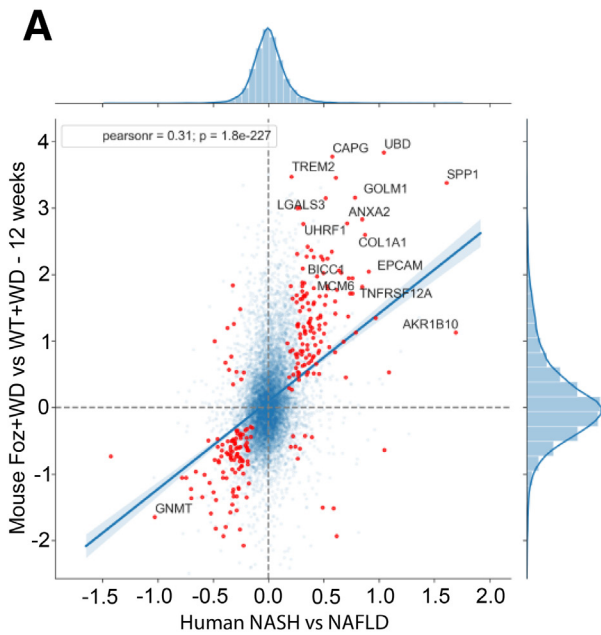 A
pearsonr = 0.31; p = 1.8e-227
Mouse Foz+WD vs WT+WD - 12 weeks
4
3
2
1
0
-1
-2
CAPG
UBD
TREM2
SPP1
GOLM1
LGALS3
ANXA2
UHRF1
COL1A1
BICC1
EPCAM
MCM6
TNFRSF12A
AKR1B10
GNMT
-1.5 -1.0 -0.5 0.0 0.5 1.0 1.5 2.0
Human NASH vs NAFLD